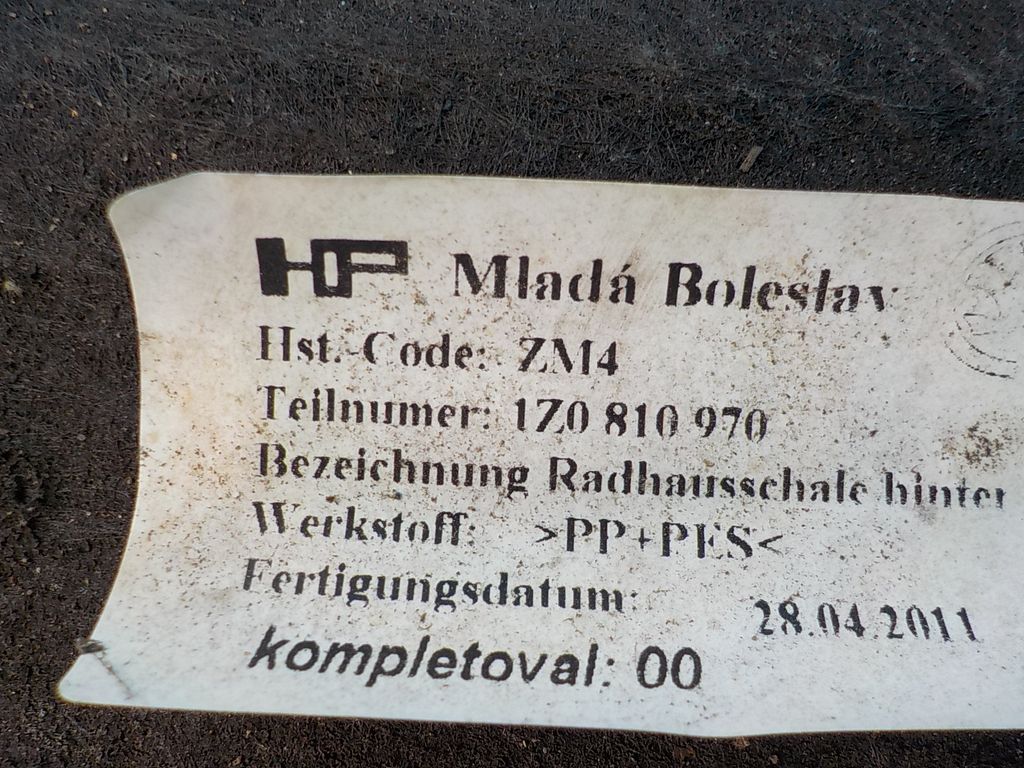 HP Mladá Boleslav
Hst.-Code: ZM4
Teilnumer: 1Z0 810 970
Bezeichnung Radhausschale hinter
Werkstoff: >PP+PES<
Fertigungsdatum: 28.04.2011
kompletoval: 00